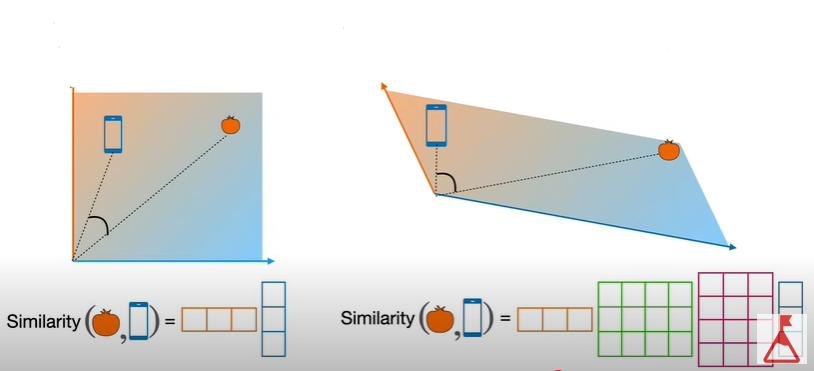 Similarity ( , ) =
Similarity ( , ) =